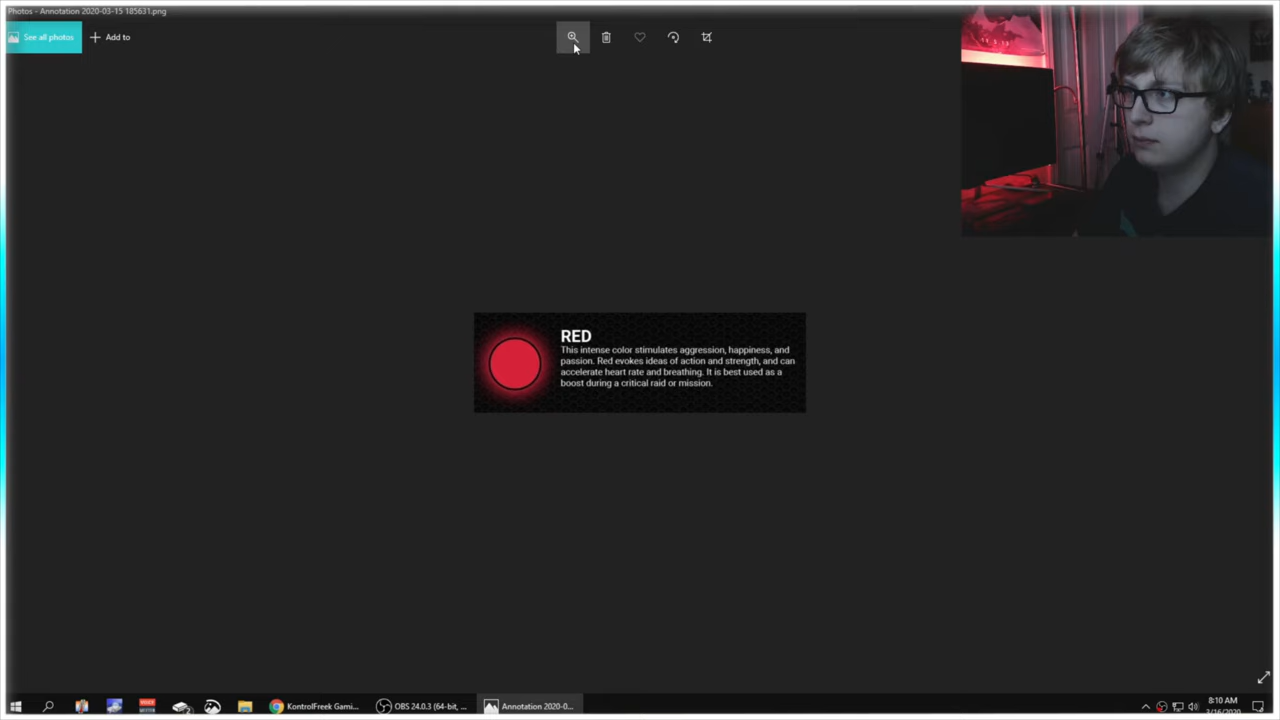 Photos - Annotation 2020-03-15 185631.png
See all photos
Add to
RED
This intense color stimulates aggression, happiness, and
passion. Red evokes ideas of action and strength, and can
accelerate heart rate and breathing. It is best used as a
boost during a critical raid or mission.
KontrolFreek Gami...
OBS 24.0.3 (64-bit, ...
Annotation 2020-0...
8:10 AM
3/16/2020